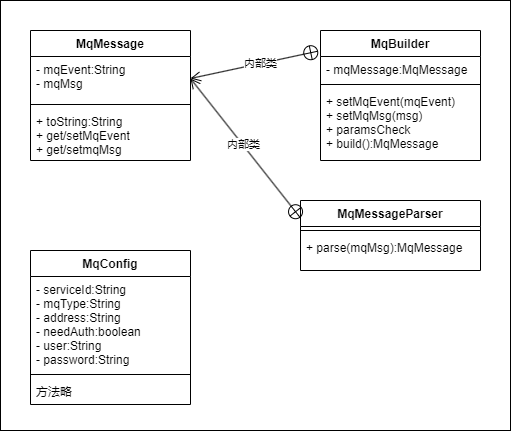 MqMessage
- mqEvent:String
- mqMsg
+ toString:String
+ get/setMqEvent
+ get/setmqMsg
内部类
MqBuilder
- mqMessage:MqMessage
+ setMqEvent(mqEvent)
+ setMqMsg(msg)
+ paramsCheck
+ build():MqMessage
内部类
MqMessageParser
+ parse(mqMsg):MqMessage
MqConfig
- serviceId:String
- mqType:String
- address:String
- needAuth:boolean
- user:String
- password:String
方法略